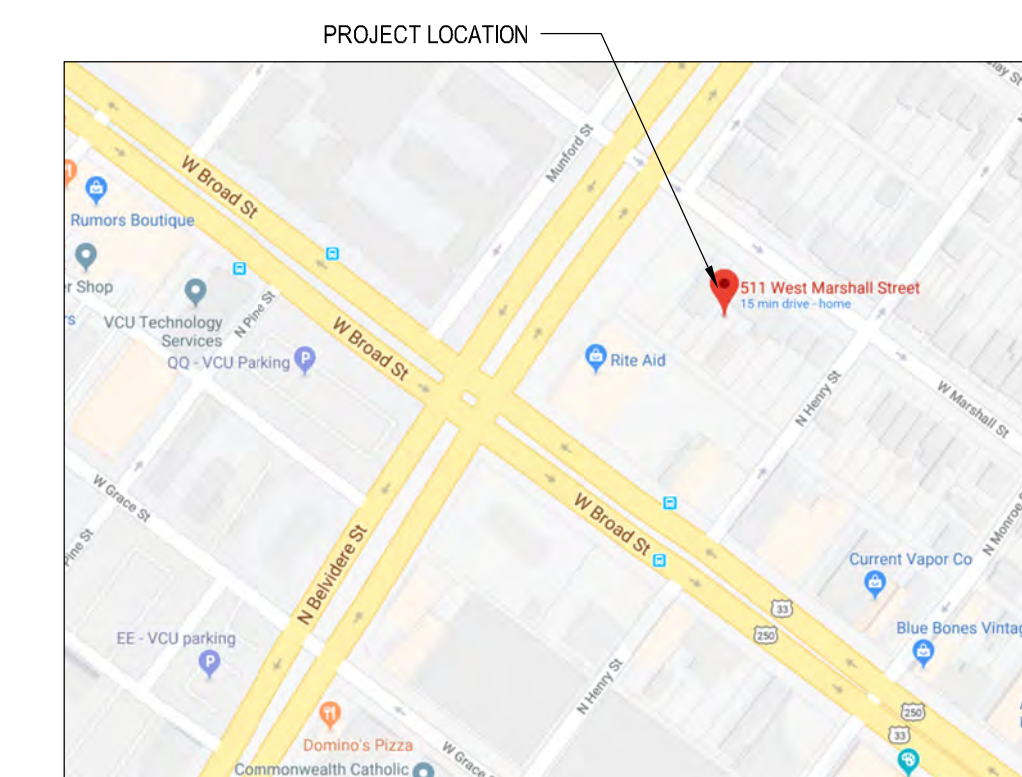 PROJECT LOCATION
Munford St
W Broad St
Rumors Boutique
Shop
511 West Marshall Street
15 min drive - home
N Pine St
VCU Technology
Services
W Broad St
QQ - VCU Parking
P
Rite Aid
N Henry St
W Marshall St
W Grace St
W Broad St
N Monroe
Pine St
N Belvidere St
Current Vapor Co
33
250
Blue Bones Vintag
EE - VCU parking
P
N Henry St
250
33
Domino's Pizza
W Grace
Commonwealth Catholic